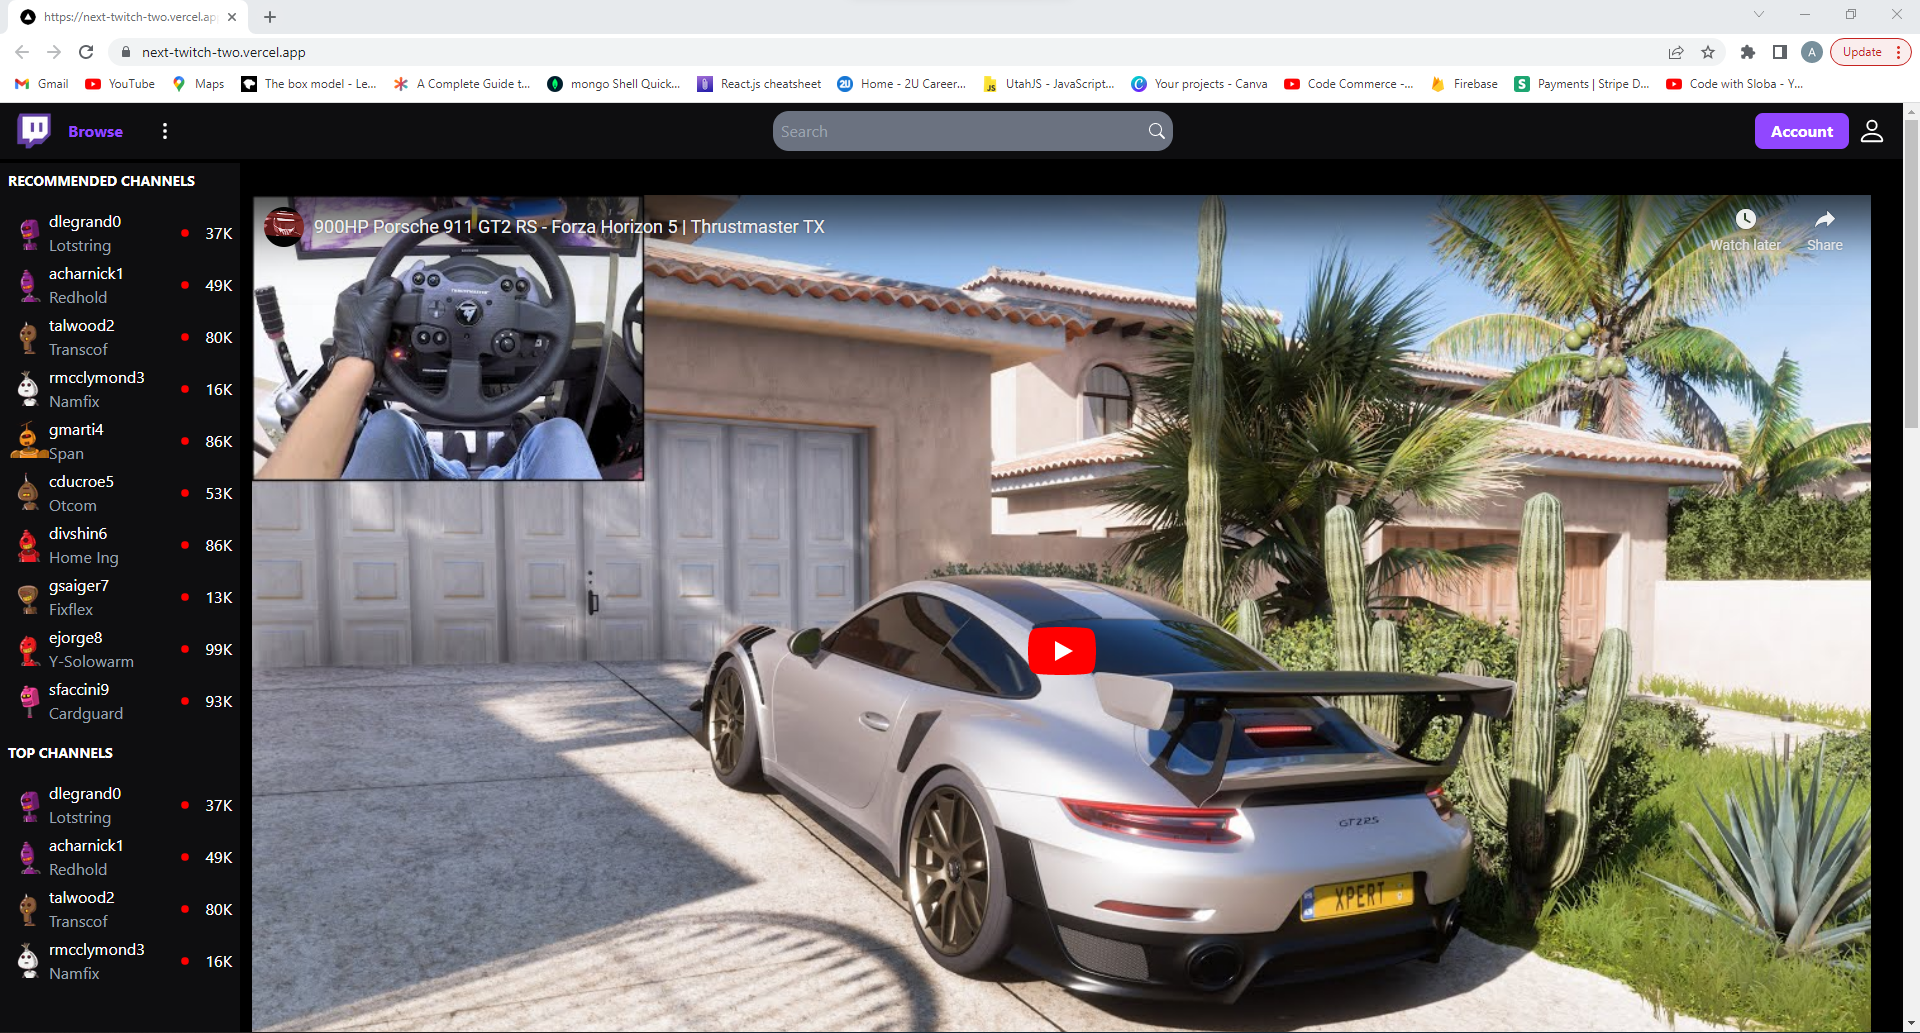 https://next-twitch-two.vercel.ap
next-twitch-two.vercel.app
A
Update
Gmail
YouTube
Maps
The box model - Le...
A Complete Guide t...
mongo Shell Quick...
React.js cheatsheet
2U
Home - 2U Career...
JS
UtahJS - JavaScript...
C
Your projects - Canva
Code Commerce -...
Firebase
S
Payments | Stripe D...
Code with Sloba - Y...
Browse
Search
Account
RECOMMENDED CHANNELS
dlegrand0
Lotstring
37K
acharnick1
Redhold
49K
talwood2
Transcof
80K
rmcclymond3
Namfix
16K
gmarti4
Span
86K
cducroe5
Otcom
53K
divshin6
Home Ing
86K
gsaiger7
Fixflex
13K
ejorge8
Y-Solowarm
99K
sfaccini9
Cardguard
93K
TOP CHANNELS
dlegrand0
Lotstring
37K
acharnick1
Redhold
49K
talwood2
Transcof
80K
rmcclymond3
Namfix
16K
900HP Porsche 911 GT2 RS - Forza Horizon 5 | Thrustmaster TX
Watch later
Share
GT2RS
XPERT